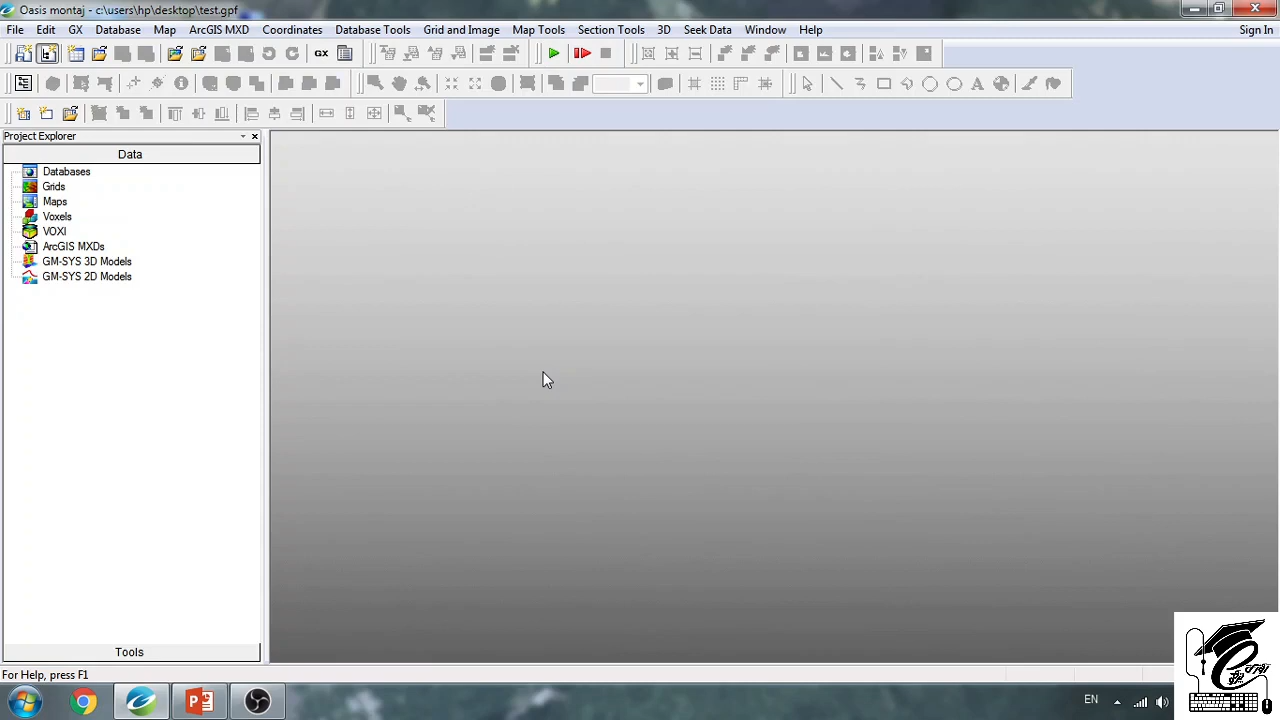 Oasis montaj - c:\users\hp\desktop\test.gpf
File Edit GX Database Map ArcGIS MXD Coordinates Database Tools Grid and Image Map Tools Section Tools 3D Seek Data Window Help Sign In
GX
Project Explorer
Data
Databases
Grids
Maps
Voxels
VOXI
ArcGIS MXDs
GM-SYS 3D Models
GM-SYS 2D Models
Tools
For Help, press F1
EN